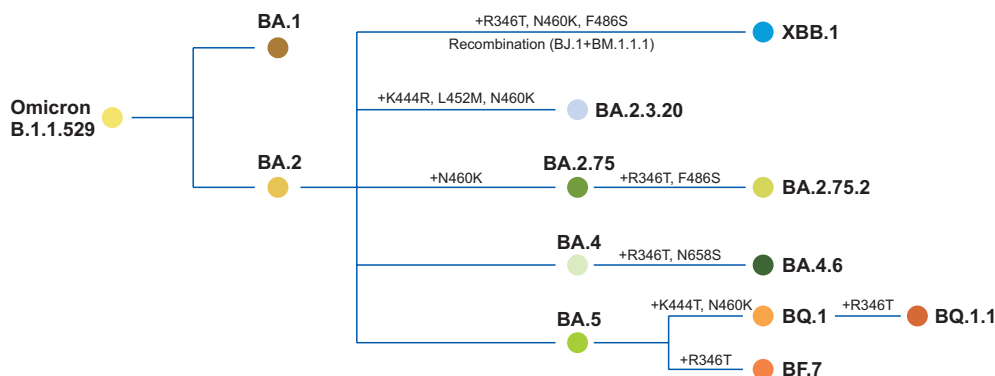 BA.1
+R346T, N460K, F486S
Recombination (BJ.1+BM.1.1.1)
XBB.1
Omicron
B.1.1.529
+K444R, L452M, N460K
BA.2.3.20
BA.2
+N460K
BA.2.75
+R346T, F486S
BA.2.75.2
BA.4
+R346T, N658S
BA.4.6
BA.5
+K444T, N460K
BQ.1
+R346T
BQ.1.1
+R346T
BF.7